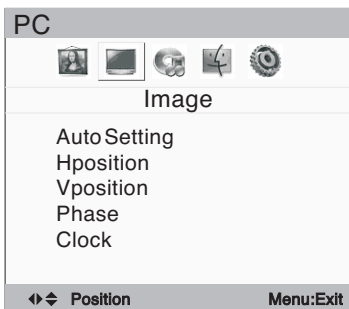 PC
Image
Auto Setting
Hposition
Vposition
Phase
Clock
Position Menu:Exit